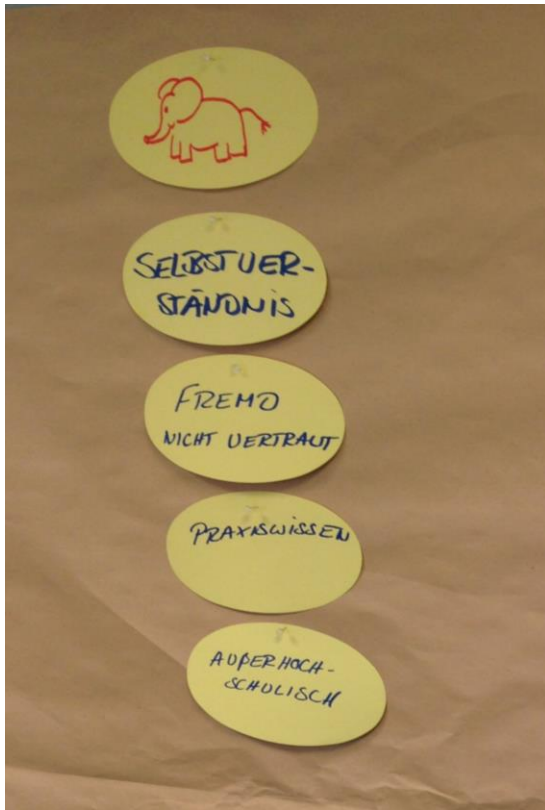 SELBSTVER-
STÄNDNIS
FREMD
NICHT VERTRAUT
PRAXISWISSEN
AUßERHOCH-
SCHULISCH